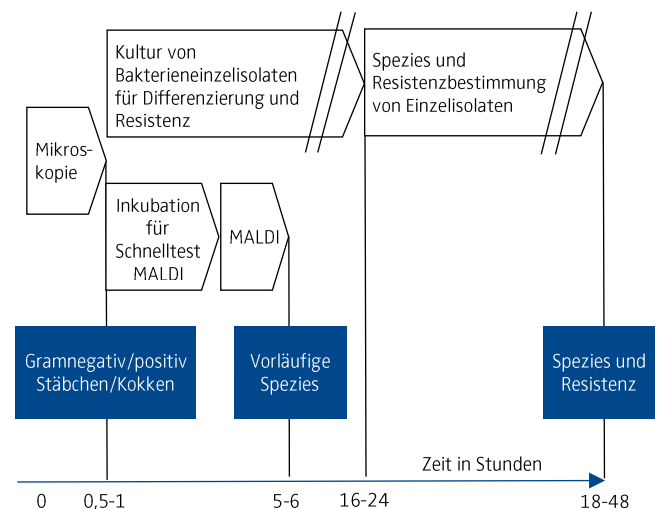 Kultur von
Bakterieneinzelisolaten
für Differenzierung und
Resistenz
Spezies und
Resistenzbestimmung
von Einzelisolaten
Mikros-
kopie
Inkubation
für
Schnelltest
MALDI
MALDI
Gramnegativ/positiv
Stäbchen/Kokken
Vorläufige
Spezies
Spezies und
Resistenz
Zeit in Stunden
0
0,5-1
5-6
16-24
18-48